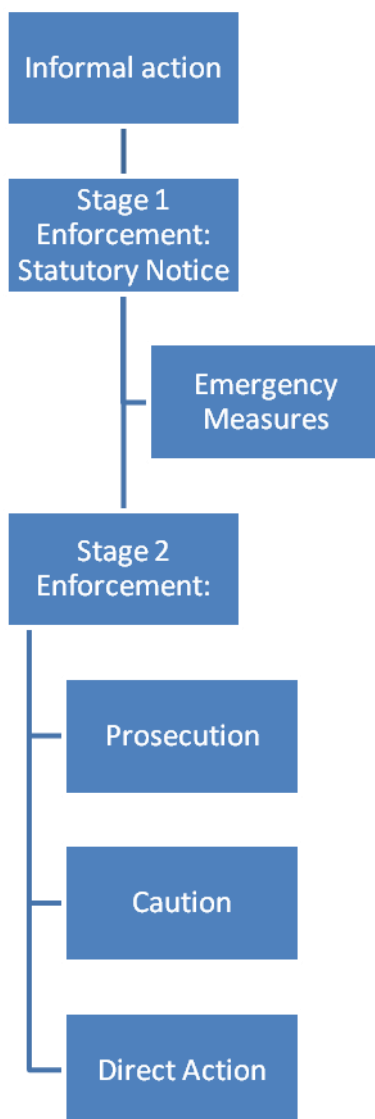 Informal action
Stage 1
Enforcement:
Statutory Notice
Emergency
Measures
Stage 2
Enforcement:
Prosecution
Caution
Direct Action